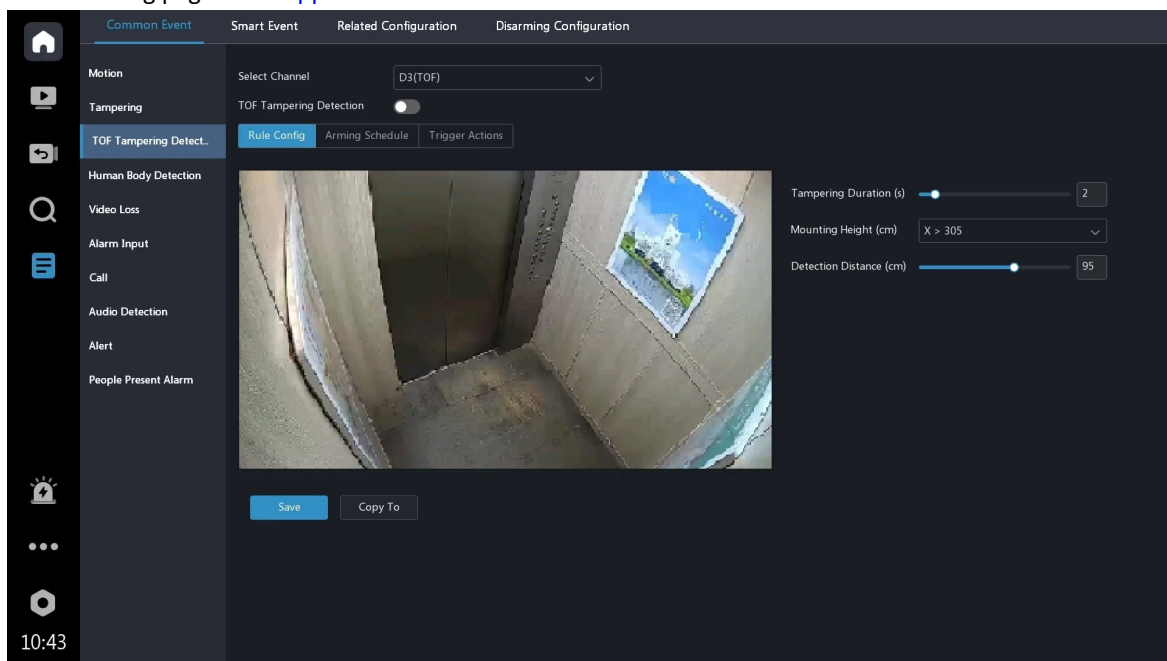 Common Event Smart Event Related Configuration Disarming Configuration
Motion
Tampering
TOF Tampering Detect..
Human Body Detection
Video Loss
Alarm Input
Call
Audio Detection
Alert
People Present Alarm
10:43
Select Channel D3(TOF)
TOF Tampering Detection
Rule Config Arming Schedule Trigger Actions
Tampering Duration (s) 2
Mounting Height (cm) X > 305
Detection Distance (cm) 95
Save Copy To